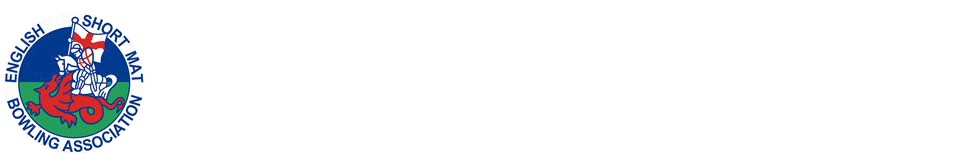 ENGLISH SHORT MAT
BOWLING ASSOCIATION